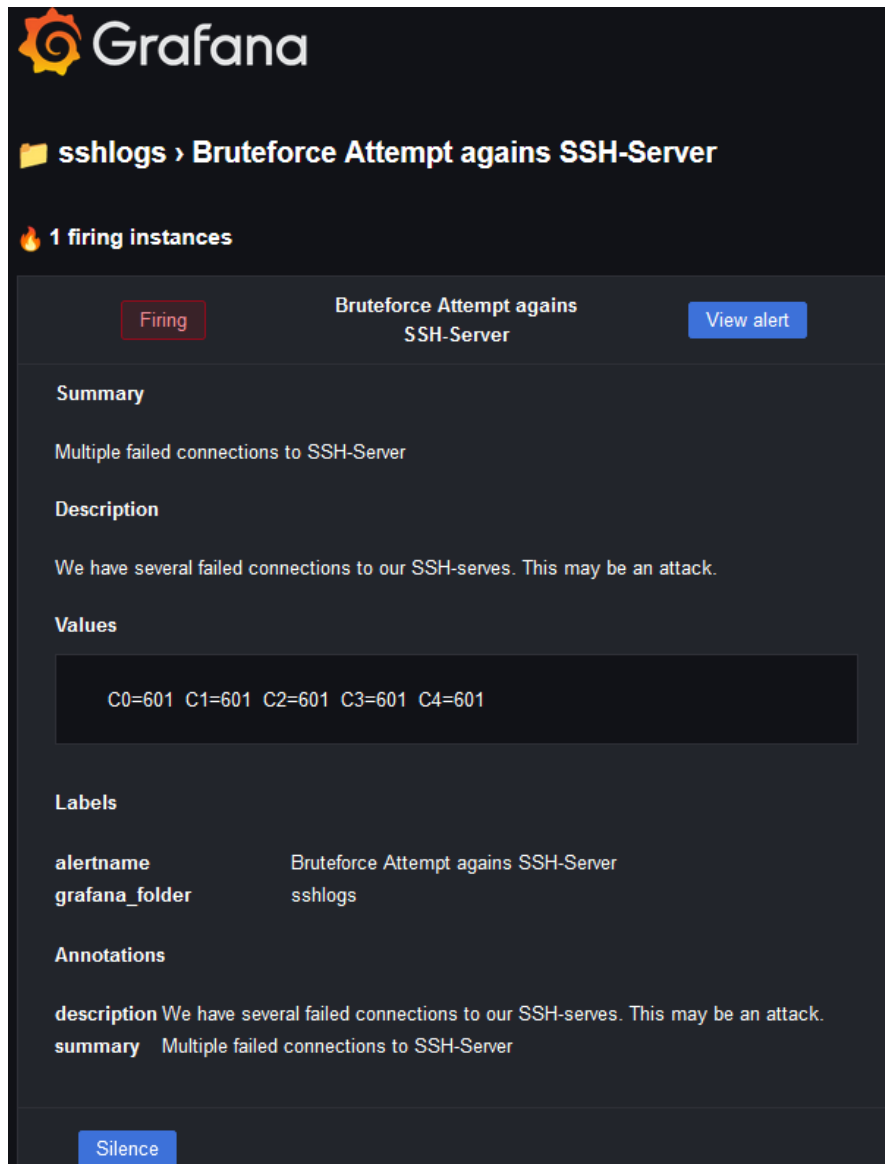 Grafana
📁 sshlogs › Bruteforce Attempt agains SSH-Server
🔥 1 firing instances
Firing
Bruteforce Attempt agains
SSH-Server
View alert
Summary
Multiple failed connections to SSH-Server
Description
We have several failed connections to our SSH-serves. This may be an attack.
Values
C0=601 C1=601 C2=601 C3=601 C4=601
Labels
alertname Bruteforce Attempt agains SSH-Server
grafana_folder sshlogs
Annotations
description We have several failed connections to our SSH-serves. This may be an attack.
summary Multiple failed connections to SSH-Server
Silence